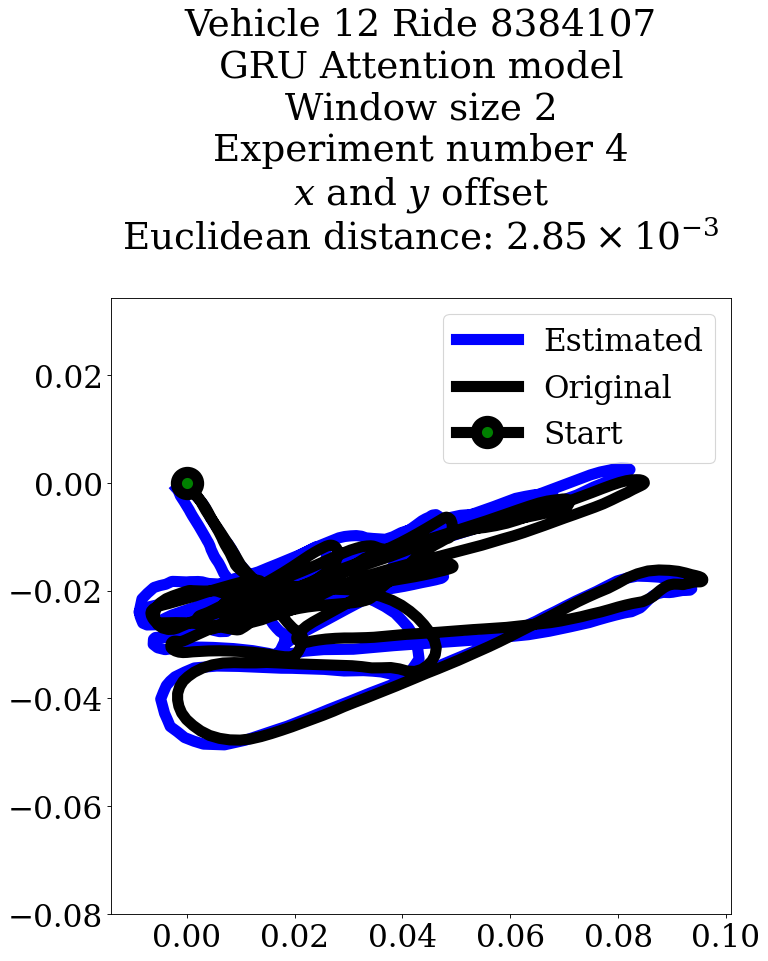 Vehicle 12 Ride 8384107
GRU Attention model
Window size 2
Experiment number 4
x and y offset
Euclidean distance: 2.85 × 10⁻³
Estimated
Original
Start
0.02
0.00
−0.02
−0.04
−0.06
−0.08
0.00 0.02 0.04 0.06 0.08 0.10